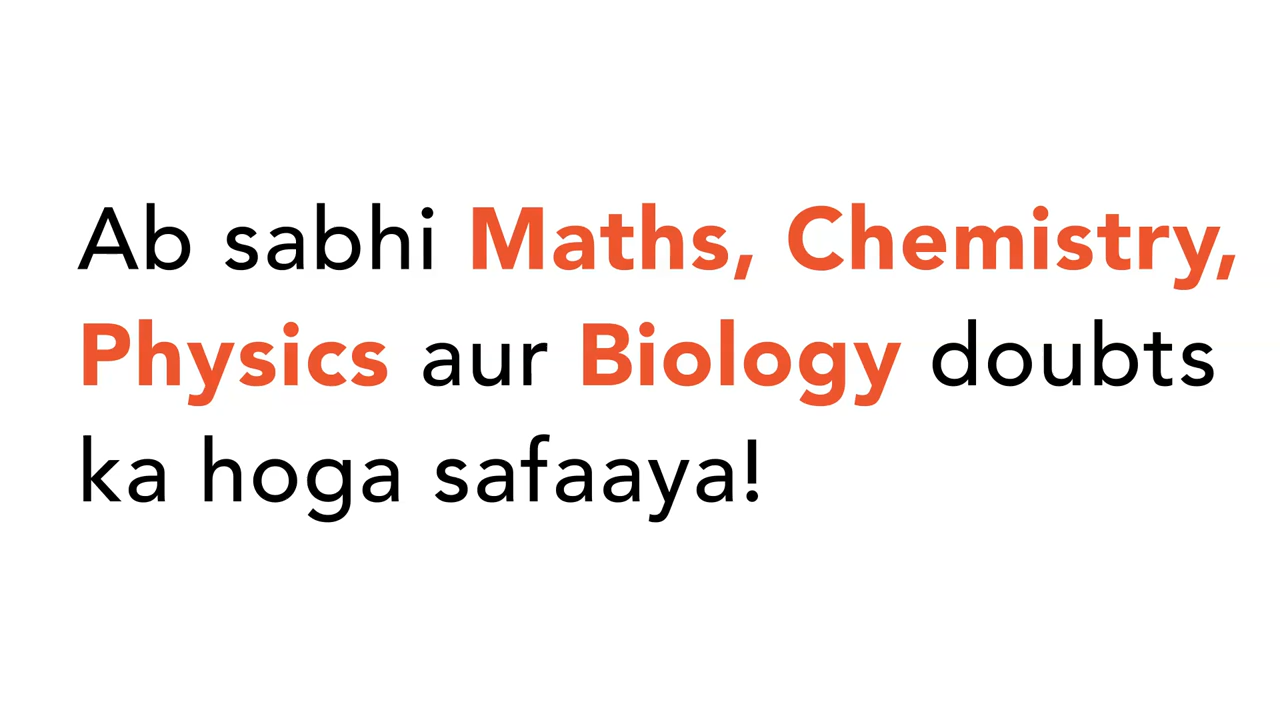 Ab sabhi Maths, Chemistry,
Physics aur Biology doubts
ka hoga safaaya!